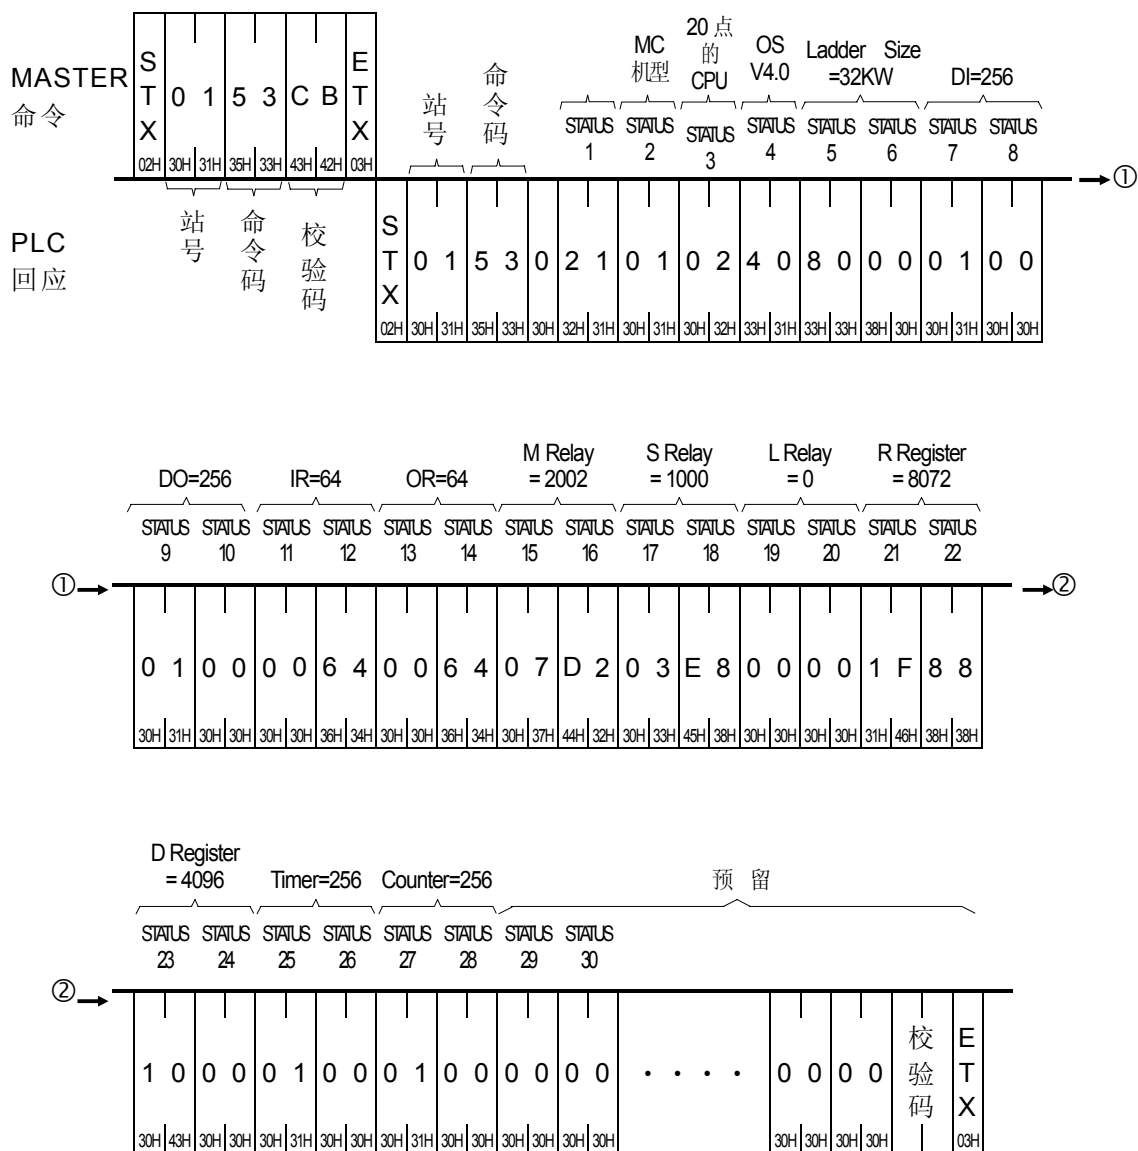 MASTER
命令
S T X 0 1 5 3 C B E T X
02H 30H 31H 35H 33H 43H 42H 03H
站号 命令码 校验码
站号 命令码
MC 机型
20 点 的 CPU
OS V4.0
Ladder Size =32KW
DI=256
STATUS 1 STATUS 2 STATUS 3 STATUS 4 STATUS 5 STATUS 6 STATUS 7 STATUS 8
①
PLC
回应
S T X 0 1 5 3 0 2 1 0 1 0 2 4 0 8 0 0 0 0 1 0 0
02H 30H 31H 35H 33H 30H 32H 31H 30H 31H 30H 32H 33H 31H 33H 33H 38H 30H 30H 31H 30H 30H
DO=256
IR=64
OR=64
M Relay = 2002
S Relay = 1000
L Relay = 0
R Register = 8072
STATUS 9 STATUS 10 STATUS 11 STATUS 12 STATUS 13 STATUS 14 STATUS 15 STATUS 16 STATUS 17 STATUS 18 STATUS 19 STATUS 20 STATUS 21 STATUS 22
① ②
0 1 0 0 0 0 6 4 0 0 6 4 0 7 D 2 0 3 E 8 0 0 0 0 1 F 8 8
30H 31H 30H 30H 30H 30H 36H 34H 30H 30H 36H 34H 30H 37H 44H 32H 30H 33H 45H 38H 30H 30H 30H 30H 31H 46H 38H 38H
D Register = 4096
Timer=256
Counter=256
预 留
STATUS 23 STATUS 24 STATUS 25 STATUS 26 STATUS 27 STATUS 28 STATUS 29 STATUS 30
②
1 0 0 0 0 1 0 0 0 1 0 0 0 0 0 0 · · · · 0 0 0 0 校验码 E T X
30H 43H 30H 30H 30H 31H 30H 30H 30H 31H 30H 30H 30H 30H 30H 30H 30H 30H 30H 30H 03H